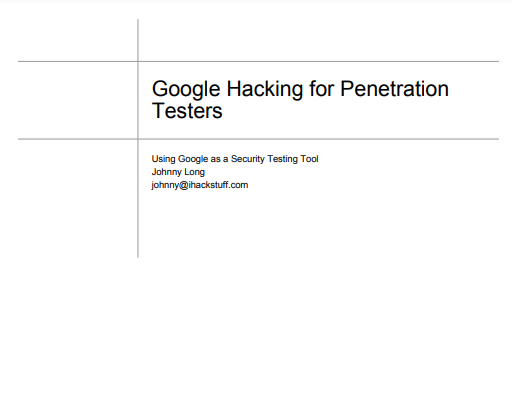 Google Hacking for Penetration
Testers
Using Google as a Security Testing Tool
Johnny Long
johnny@ihackstuff.com